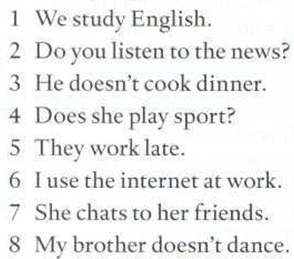 1 We study English.
2 Do you listen to the news?
3 He doesn't cook dinner.
4 Does she play sport?
5 They work late.
6 I use the internet at work.
7 She chats to her friends.
8 My brother doesn't dance.